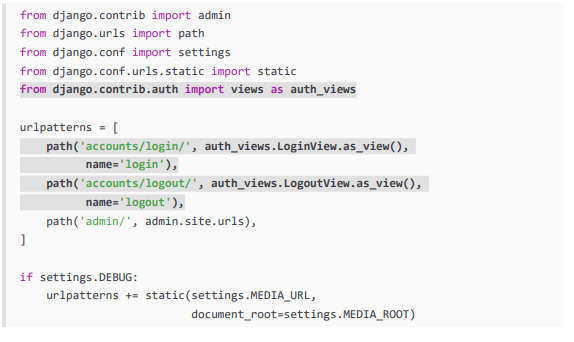 from django.contrib import admin
from django.urls import path
from django.conf import settings
from django.conf.urls.static import static
from django.contrib.auth import views as auth_views

urlpatterns = [
    path('accounts/login/', auth_views.LoginView.as_view(),
          name='login'),
    path('accounts/logout/', auth_views.LogoutView.as_view(),
          name='logout'),
    path('admin/', admin.site.urls),
]

if settings.DEBUG:
    urlpatterns += static(settings.MEDIA_URL,
                          document_root=settings.MEDIA_ROOT)